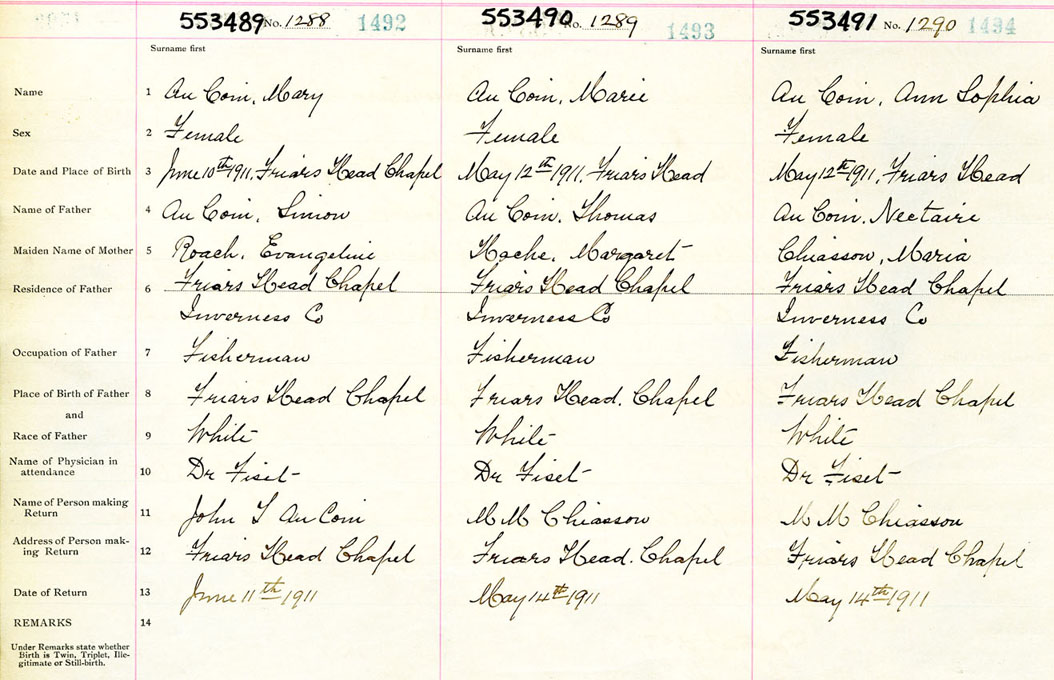 553489 No. 1288 1492 553490 No. 1289 1493 553491 No. 1290 1494
Surname first Surname first Surname first
Name 1 Au Coin, Mary Au Coin, Marie Au Coin, Ann Sophia
Sex 2 Female Female Female
Date and Place of Birth 3 June 10th 1911, Friars Head Chapel May 12th 1911, Friars Head May 12th 1911, Friars Head
Name of Father 4 Au Coin, Simon Au Coin, Thomas Au Coin, Nectaire
Maiden Name of Mother 5 Roach, Evangeline Hache, Margaret Chiasson, Maria
Residence of Father 6 Friars Head Chapel Friars Head Chapel Friars Head Chapel
Inverness Co Inverness Co Inverness Co
Occupation of Father 7 Fisherman Fisherman Fisherman
Place of Birth of Father 8 Friars Head Chapel Friars Head. Chapel Friars Head Chapel
and
Race of Father 9 White White White
Name of Physician in
attendance 10 Dr Fiset Dr Fiset Dr Fiset
Name of Person making
Return 11 John S Au Coin M M Chiasson M M Chiasson
Address of Person mak-
ing Return 12 Friars Head Chapel Friars Head. Chapel Friars Head Chapel
Date of Return 13 June 11th 1911 May 14th 1911 May 14th 1911
REMARKS 14
Under Remarks state whether
Birth is Twin, Triplet, Ille-
gitimate or Still-birth.